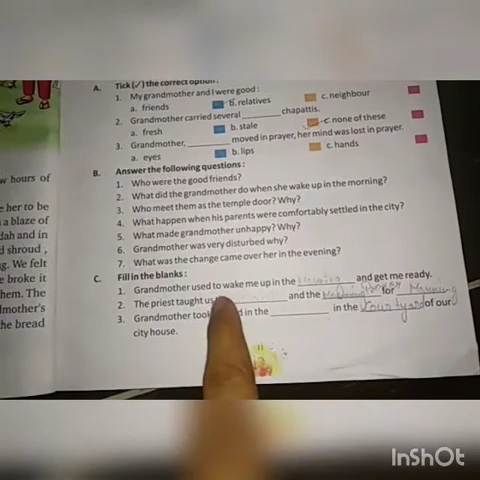 A. Tick (✓) the correct option :
1. My grandmother and I were good :
a. friends b. relatives c. neighbour
2. Grandmother carried several ________ chapattis.
a. fresh b. stale c. none of these
3. Grandmother, ________ moved in prayer, her mind was lost in prayer.
a. eyes b. lips c. hands
B. Answer the following questions :
1. Who were the good friends?
2. What did the grandmother do when she wake up in the morning?
3. Who meet them as the temple door? Why?
4. What happen when his parents were comfortably settled in the city?
5. What made grandmother unhappy? Why?
6. Grandmother was very disturbed why?
7. What was the change came over her in the evening?
C. Fill in the blanks :
1. Grandmother used to wake me up in the morning and get me ready.
2. The priest taught us and the Morning Prayer
3. Grandmother took in the ________ in the Courtyard of our
city house.
w hours of
e her to be
a blaze of
dah and in
d shroud ,
g. We felt
e broke it
hem. The
dmother's
he bread
InShOt